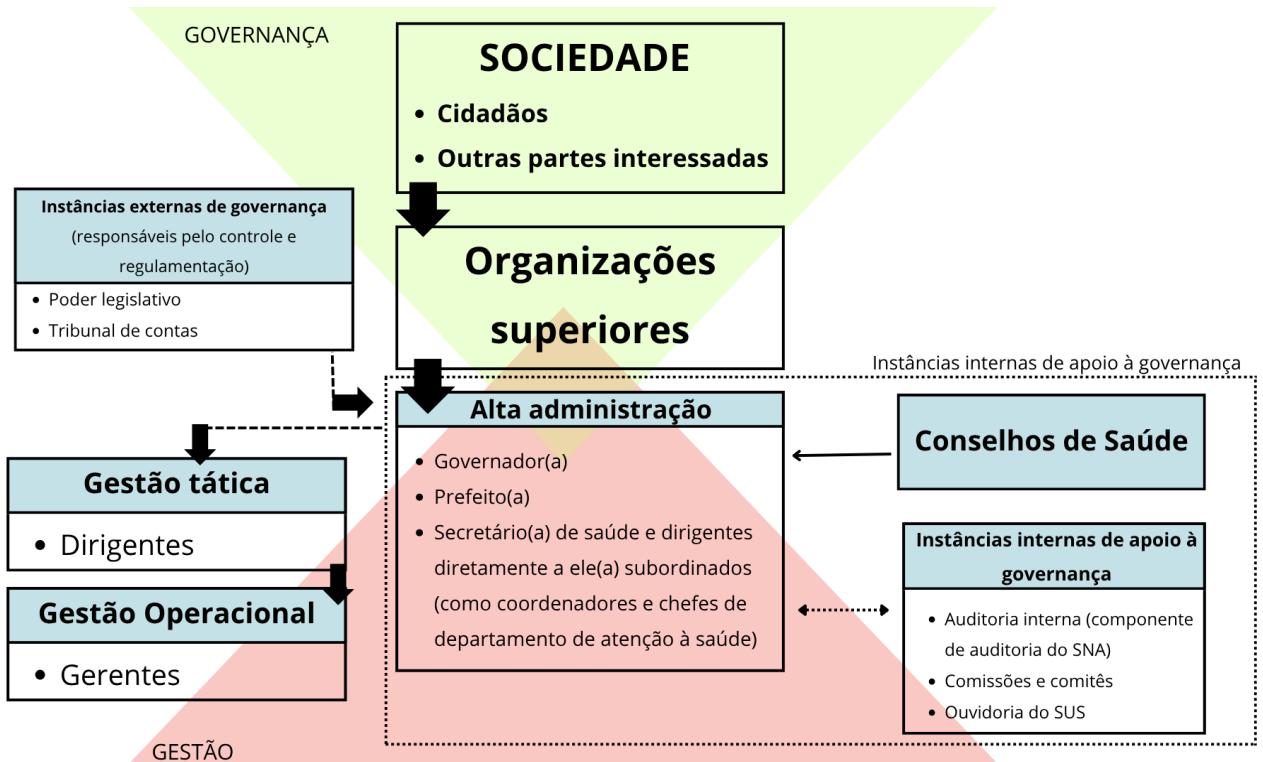 GOVERNANÇA
SOCIEDADE
• Cidadãos
• Outras partes interessadas
Instâncias externas de governança
(responsáveis pelo controle e
regulamentação)
• Poder legislativo
• Tribunal de contas
Organizações
superiores
Instâncias internas de apoio à governança
Alta administração
• Governador(a)
• Prefeito(a)
• Secretário(a) de saúde e dirigentes
diretamente a ele(a) subordinados
(como coordenadores e chefes de
departamento de atenção à saúde)
Conselhos de Saúde
Gestão tática
• Dirigentes
Gestão Operacional
• Gerentes
Instâncias internas de apoio à
governança
• Auditoria interna (componente
de auditoria do SNA)
• Comissões e comitês
• Ouvidoria do SUS
GESTÃO